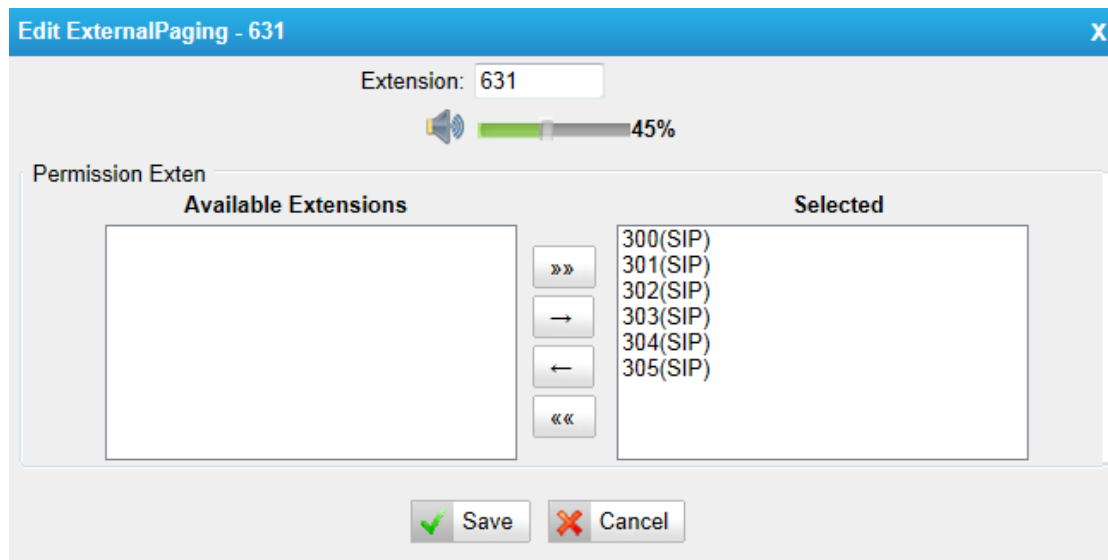 Edit ExternalPaging - 631 X
Extension: 631
45%
Permission Exten
Available Extensions Selected
300(SIP)
301(SIP)
302(SIP)
303(SIP)
304(SIP)
305(SIP)
»»
→
←
««
Save Cancel